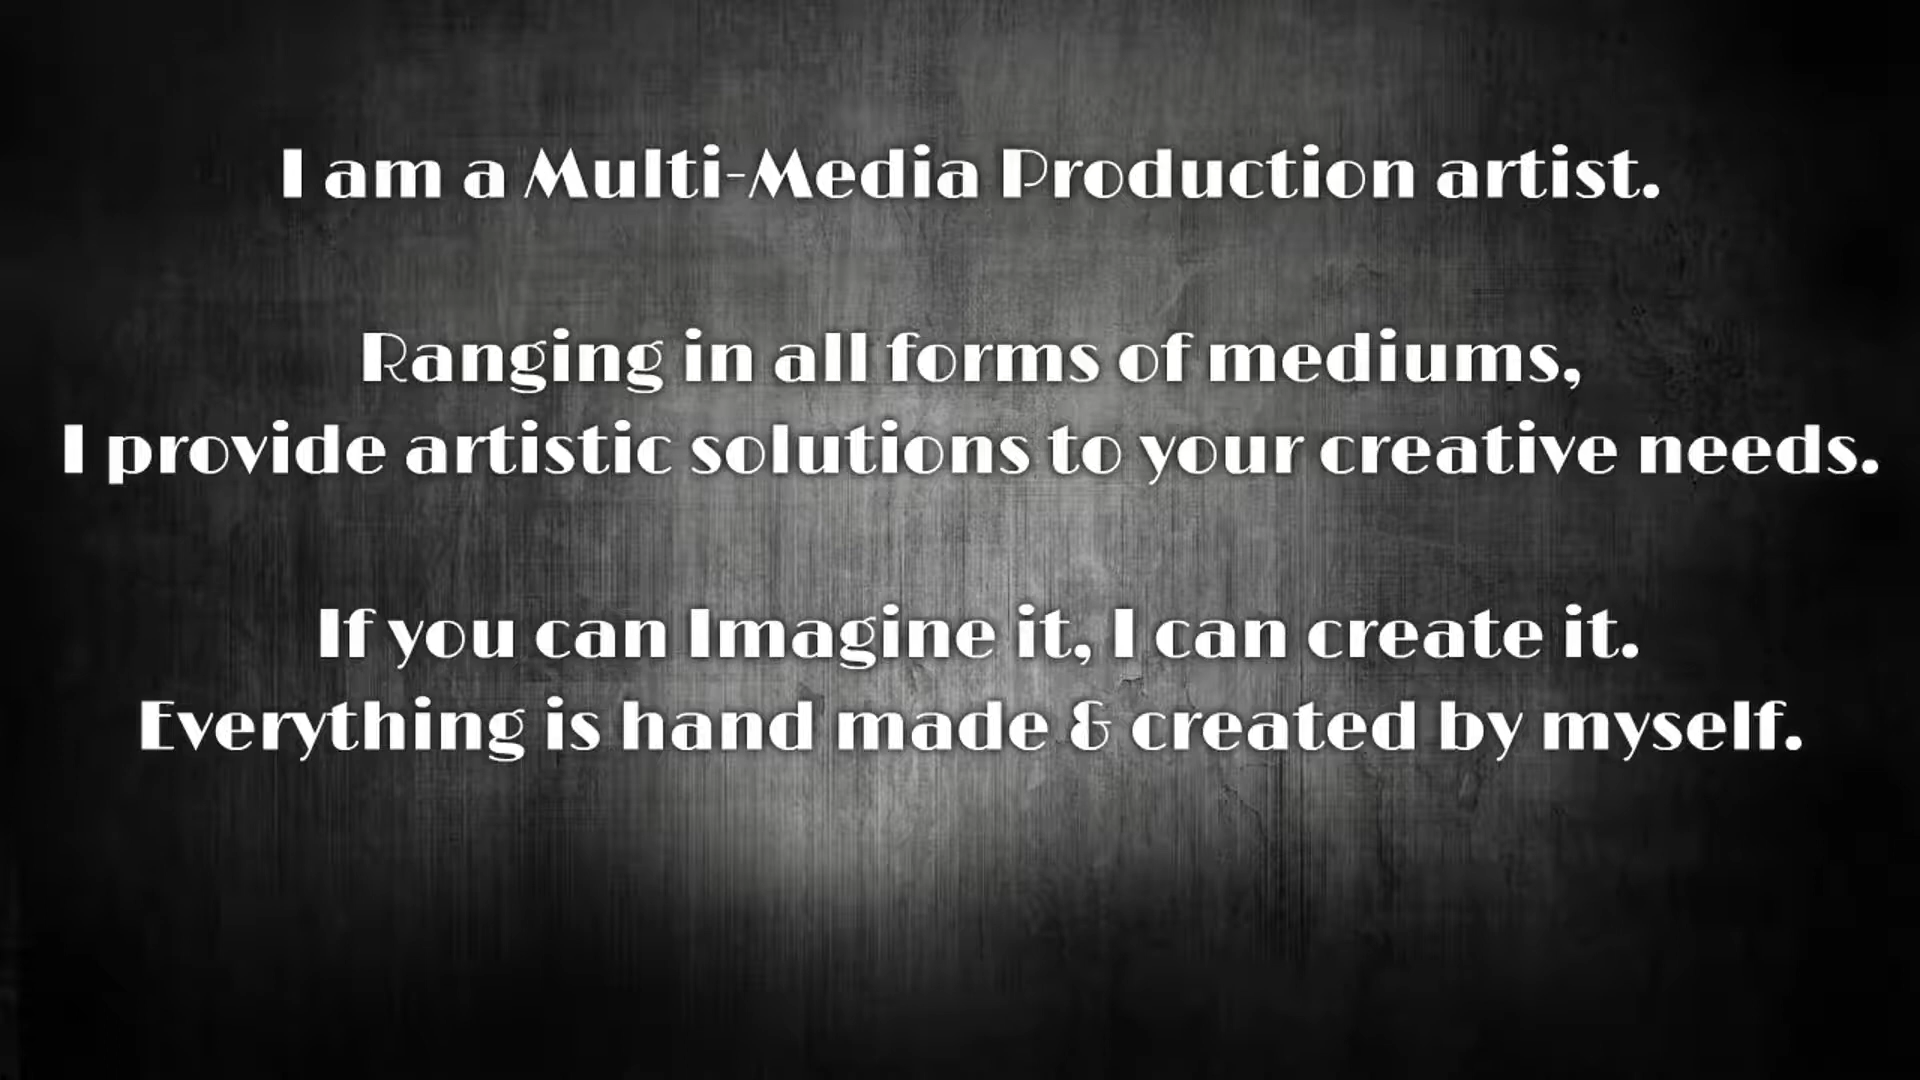 I am a Multi-Media Production artist.
Ranging in all forms of mediums,
I provide artistic solutions to your creative needs.
If you can Imagine it, I can create it.
Everything is hand made & created by myself.